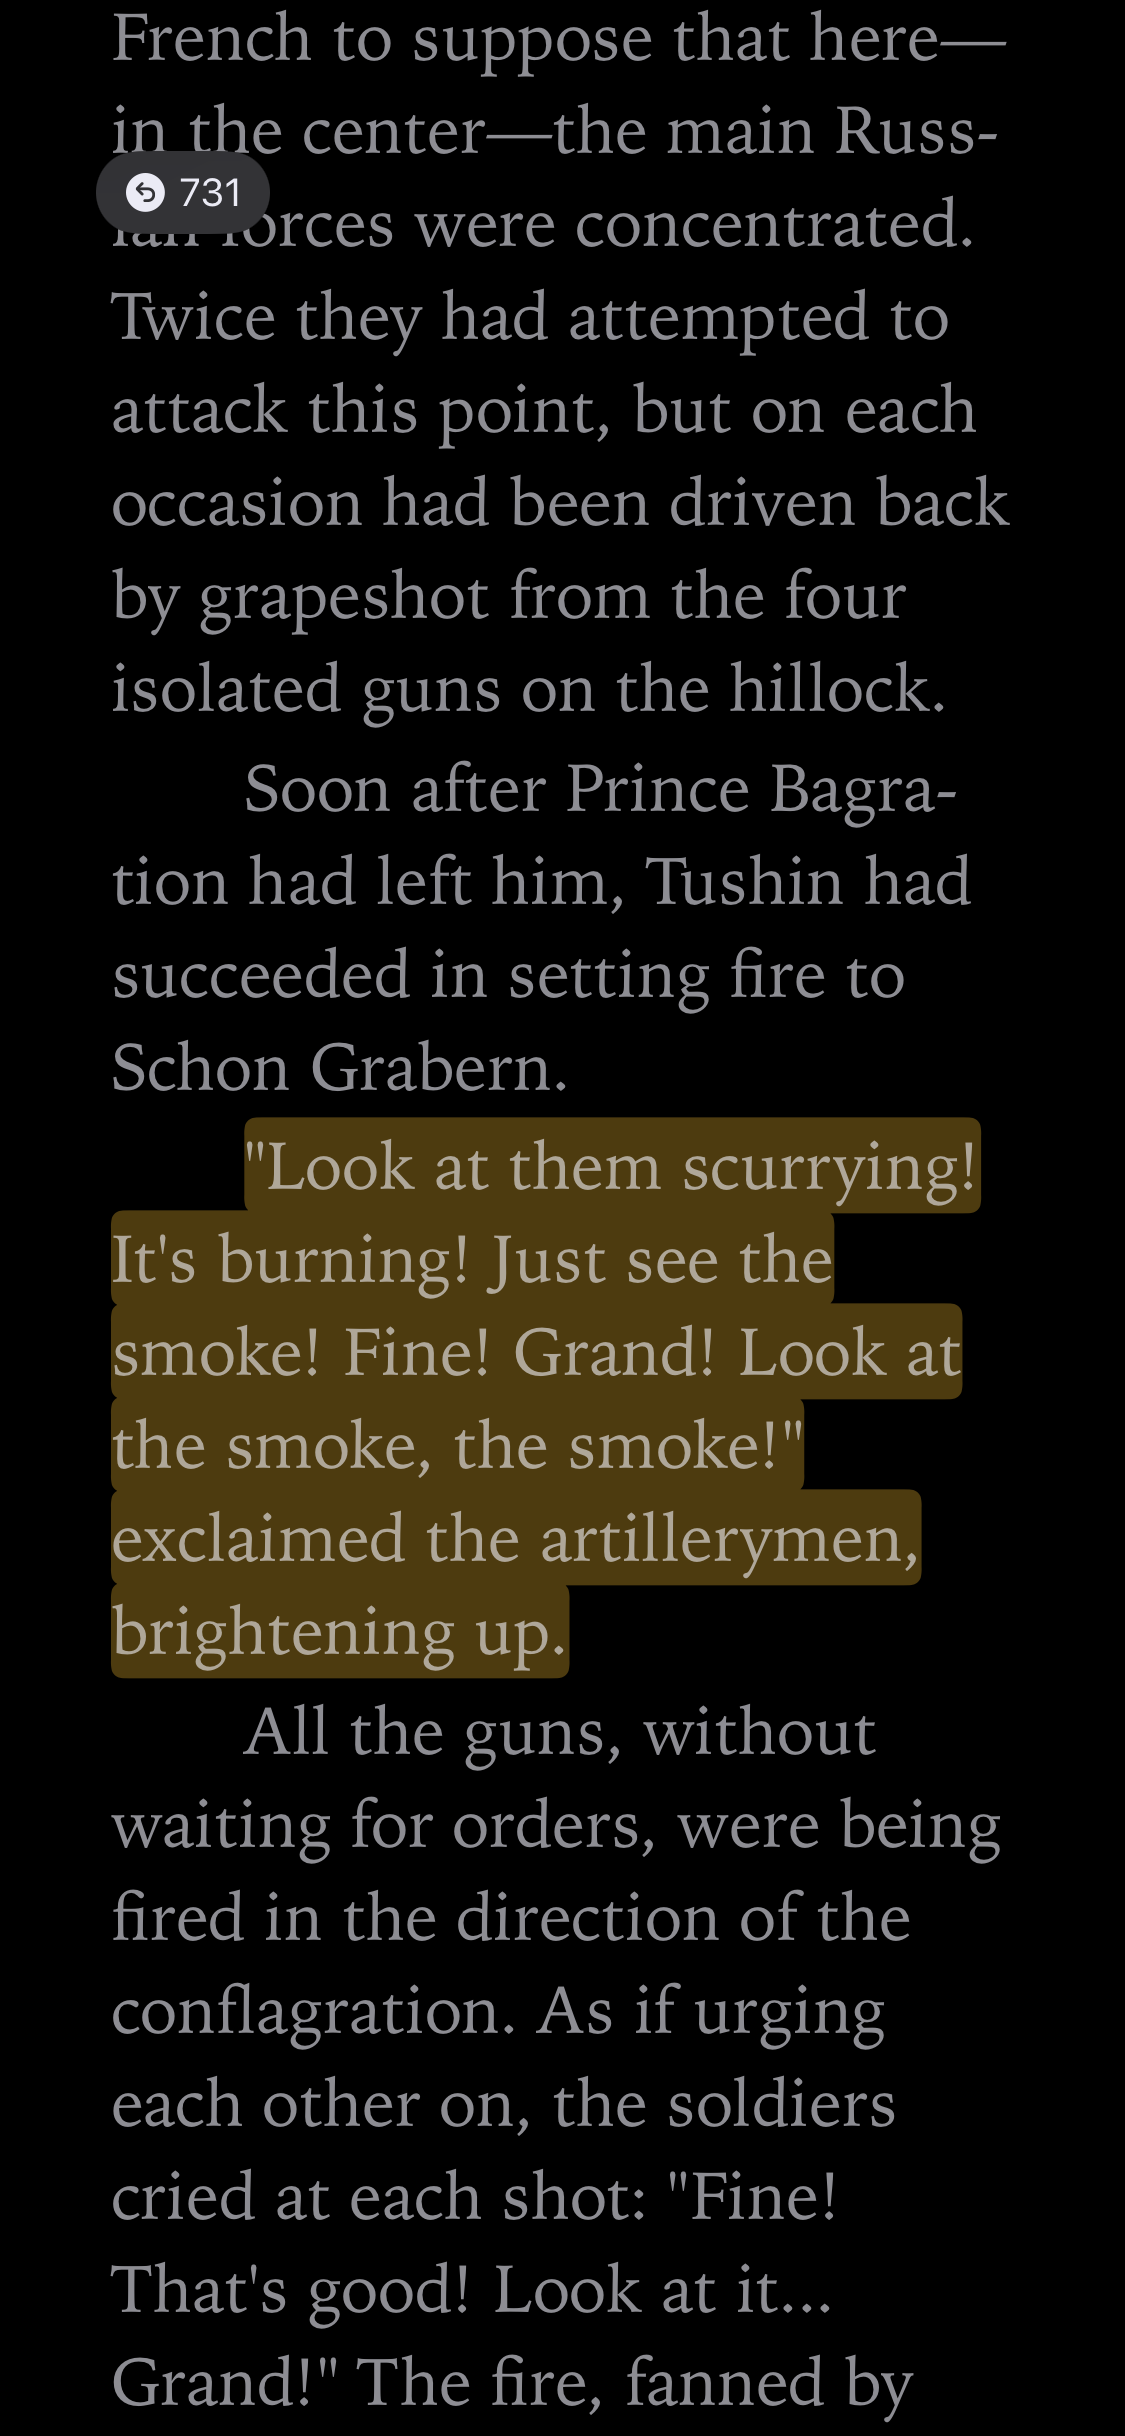 French to suppose that here—
in the center—the main Russ-
731
forces were concentrated.
Twice they had attempted to
attack this point, but on each
occasion had been driven back
by grapeshot from the four
isolated guns on the hillock.
Soon after Prince Bagra-
tion had left him, Tushin had
succeeded in setting fire to
Schon Grabern.
"Look at them scurrying!
It's burning! Just see the
smoke! Fine! Grand! Look at
the smoke, the smoke!"
exclaimed the artillerymen,
brightening up.
All the guns, without
waiting for orders, were being
fired in the direction of the
conflagration. As if urging
each other on, the soldiers
cried at each shot: "Fine!
That's good! Look at it...
Grand!" The fire, fanned by